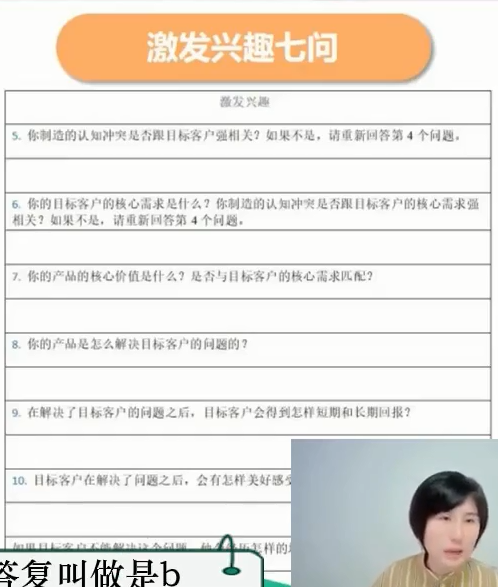 激发兴趣七问
激发兴趣
5. 你制造的认知冲突是否跟目标客户强相关？如果不是，请重新回答第 4 个问题。
6. 你的目标客户的核心需求是什么？你制造的认知冲突是否跟目标客户的核心需求强
相关？如果不是，请重新回答第 4 个问题。
7. 你的产品的核心价值是什么？是否与目标客户的核心需求匹配？
8. 你的产品是怎么解决目标客户的问题的？
9. 在解决了目标客户的问题之后，目标客户会得到怎样短期和长期回报？
10. 目标客户在解决了问题之后，会有怎样美好感受
如果目标客户不能解决这个问题，
答复叫做是b